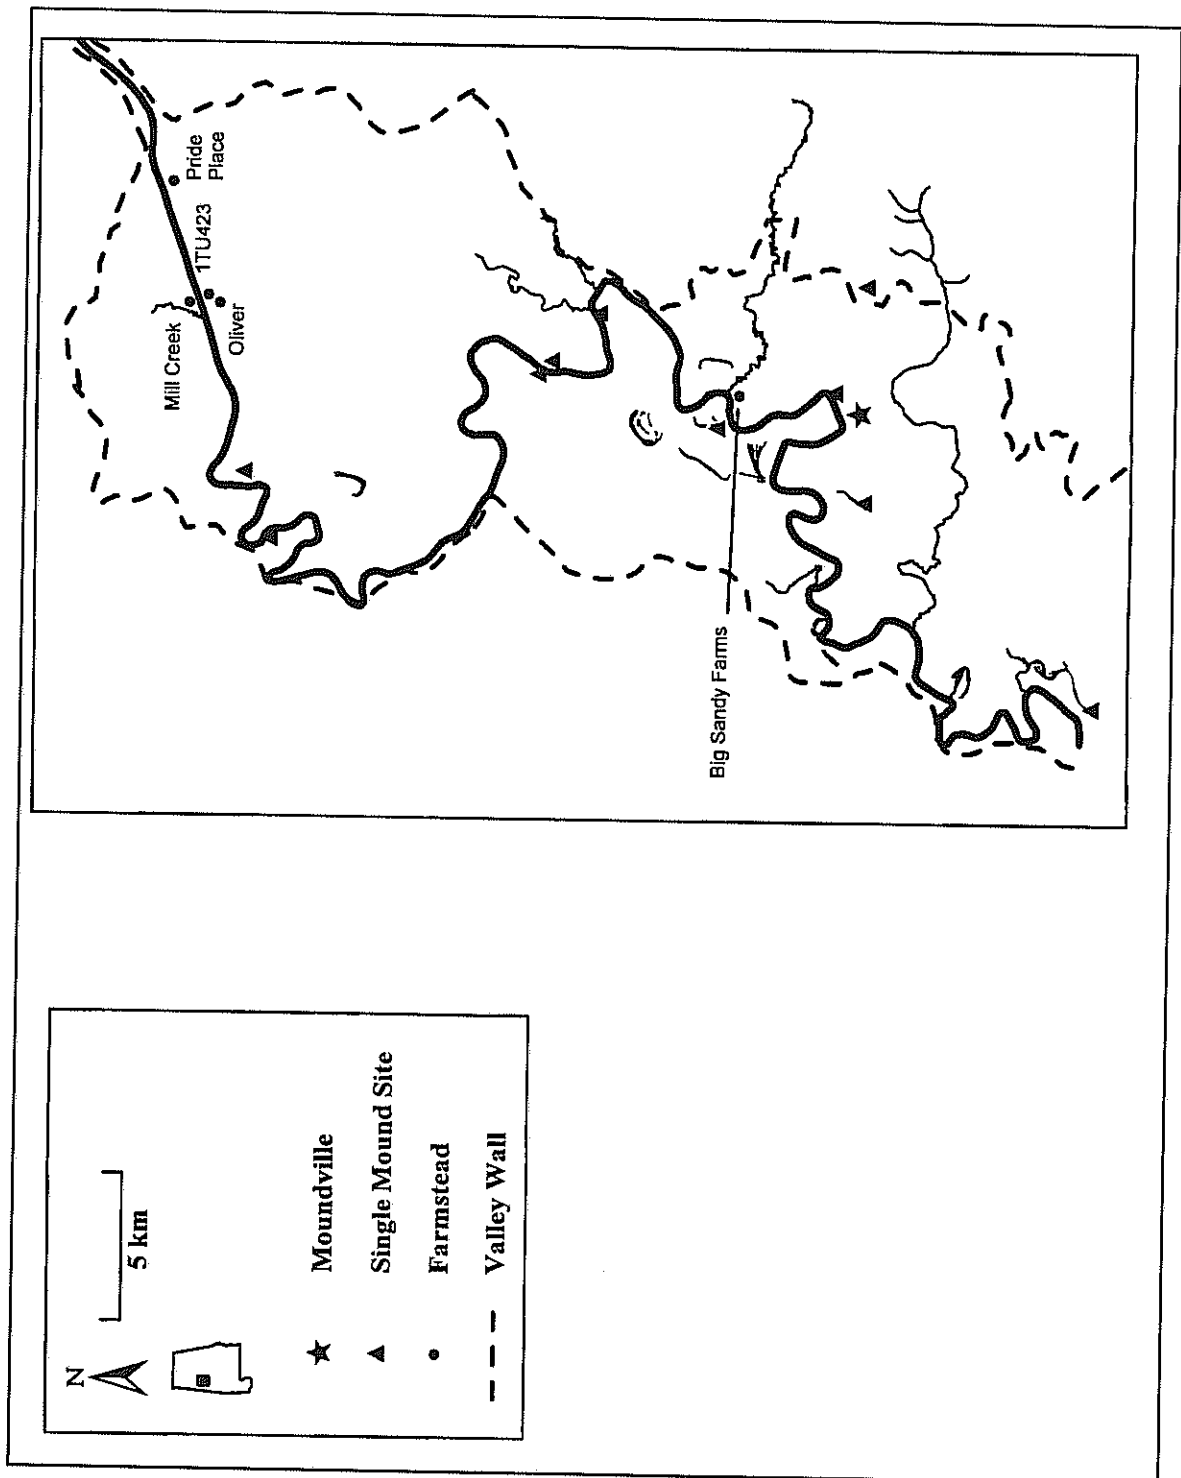 Pride
Place
1TU423
Mill Creek
Oliver
Big Sandy Farms
N
5 km
Moundville
Single Mound Site
Farmstead
Valley Wall